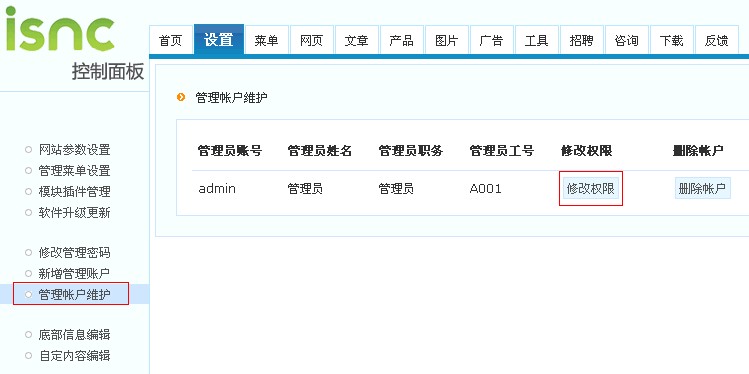 isnc
控制面板
首页 设置 菜单 网页 文章 产品 图片 广告 工具 招聘 咨询 下载 反馈
管理帐户维护
管理员账号 管理员姓名 管理员职务 管理员工号 修改权限 删除帐户
admin 管理员 管理员 A001 修改权限 删除帐户
网站参数设置
管理菜单设置
模块插件管理
软件升级更新
修改管理密码
新增管理账户
管理帐户维护
底部信息编辑
自定内容编辑